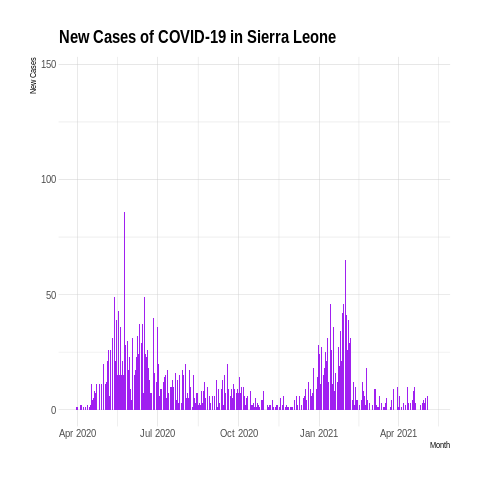 New Cases of COVID-19 in Sierra Leone
New Cases
150
100
50
0
Apr 2020 Jul 2020 Oct 2020 Jan 2021 Apr 2021
Month